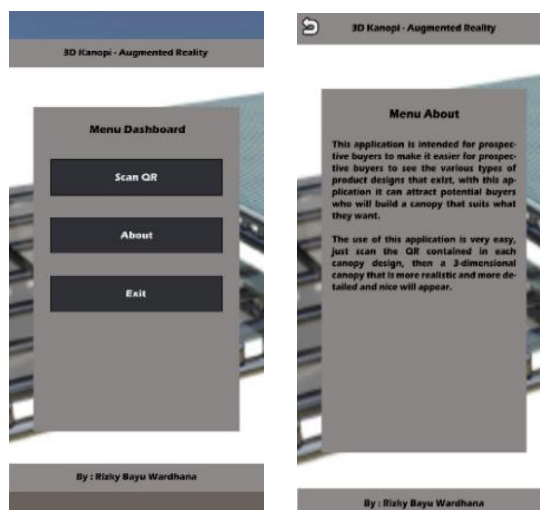 3D Kanopi - Augmented Reality
Menu Dashboard
Scan QR
About
Exit
By : Rizky Bayu Wardhana
3D Kanopi - Augmented Reality
Menu About
This application is intended for prospec-
tive buyers to make it easier for prospec-
tive buyers to see the various types of
product designs that exist, with this ap-
plication it can attract potential buyers
who will build a canopy that suits what
they want.
The use of this application is very easy,
just scan the QR contained in each
canopy design, then a 3-dimensional
canopy that is more realistic and more de-
tailed and nice will appear.
By : Rizky Bayu Wardhana